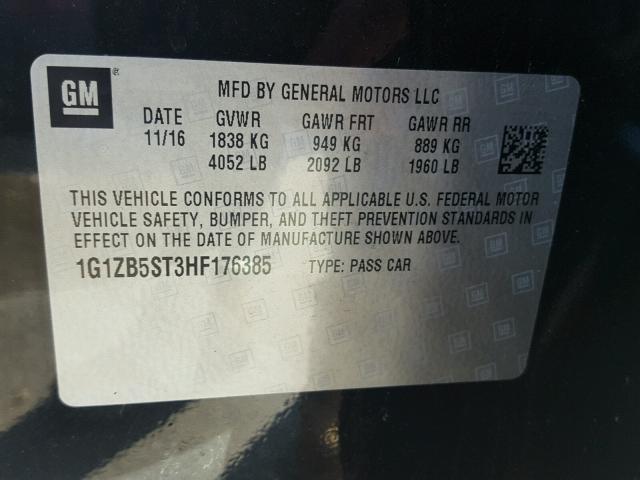 GM ® MFD BY GENERAL MOTORS LLC
DATE GVWR GAWR FRT GAWR RR
11/16 1838 KG 949 KG 889 KG
4052 LB 2092 LB 1960 LB
THIS VEHICLE CONFORMS TO ALL APPLICABLE U.S. FEDERAL MOTOR
VEHICLE SAFETY, BUMPER, AND THEFT PREVENTION STANDARDS IN
EFFECT ON THE DATE OF MANUFACTURE SHOWN ABOVE.
1G1ZB5ST3HF176385 TYPE: PASS CAR